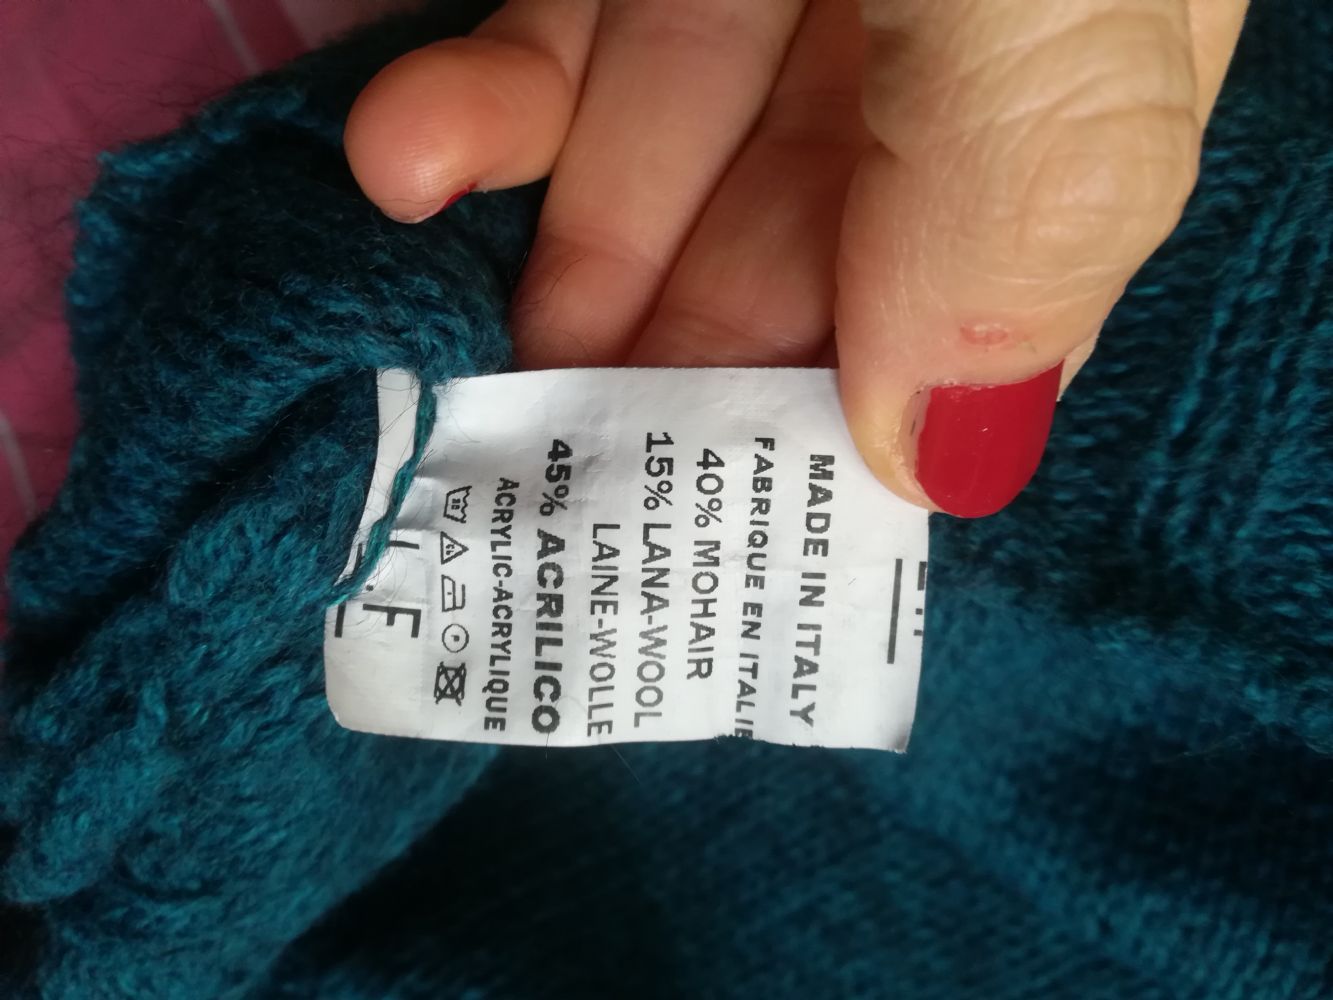 MADE IN ITALY
FABRIQUE EN ITALIE
40% MOHAIR
15% LANA-WOOL
LAINE-WOLLE
45% ACRILICO
ACRYLIC-ACRYLIQUE